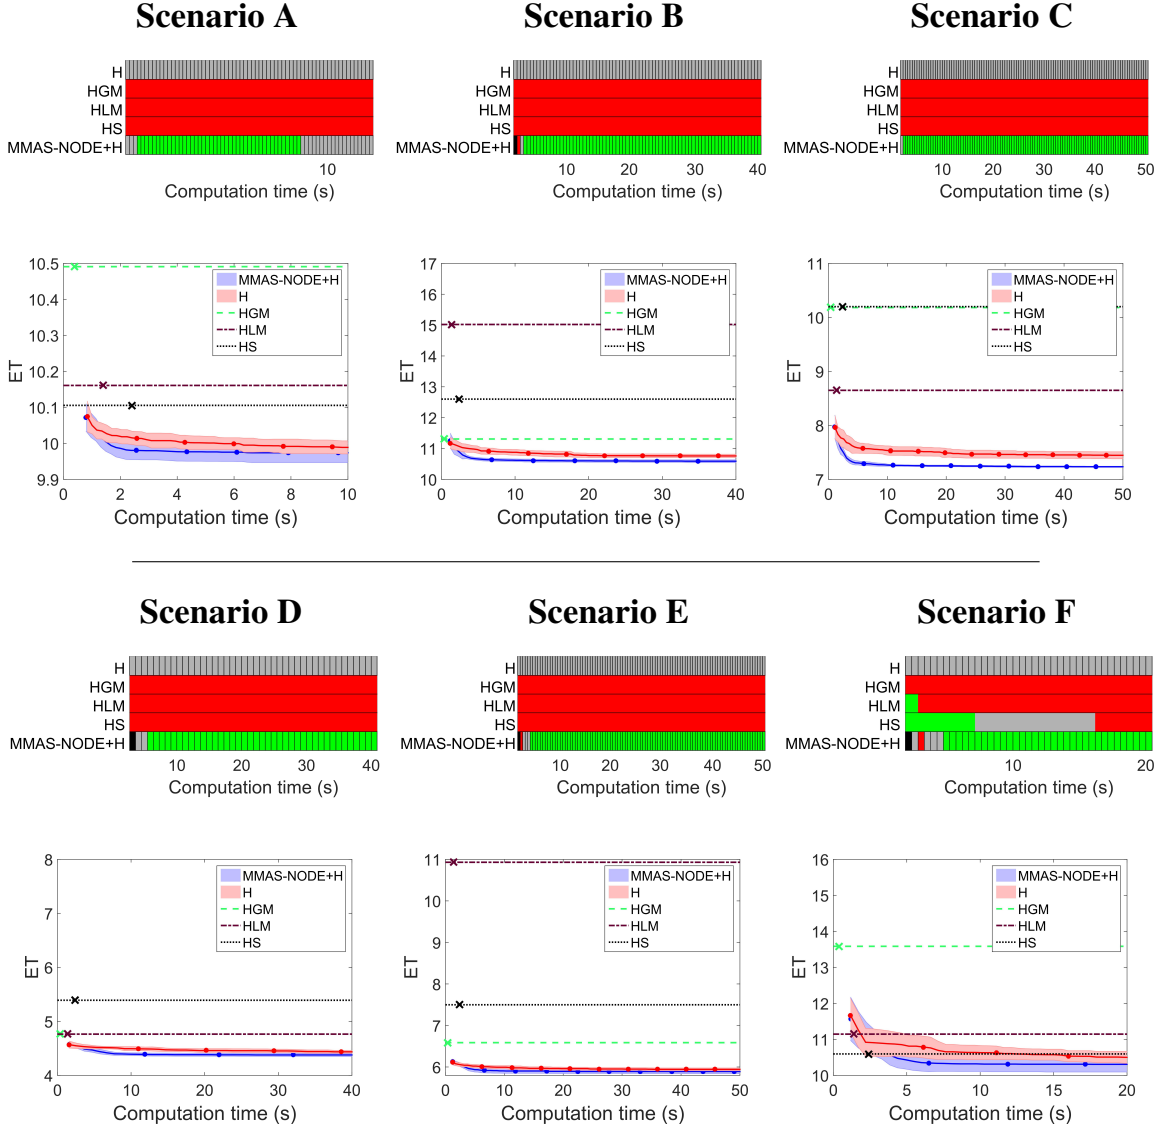 Scenario A
Scenario B
Scenario C
H
HGM
HLM
HS
MMAS-NODE+H
10
Computation time (s)
H
HGM
HLM
HS
MMAS-NODE+H
10 20 30 40
Computation time (s)
H
HGM
HLM
HS
MMAS-NODE+H
10 20 30 40 50
Computation time (s)
10.5
10.4
10.3
10.2
10.1
10
9.9
ET
MMAS-NODE+H
H
HGM
HLM
HS
0 2 4 6 8 10
Computation time (s)
17
16
15
14
13
12
11
10
ET
MMAS-NODE+H
H
HGM
HLM
HS
0 10 20 30 40
Computation time (s)
11
10
9
8
7
ET
MMAS-NODE+H
H
HGM
HLM
HS
0 10 20 30 40 50
Computation time (s)
Scenario D
Scenario E
Scenario F
H
HGM
HLM
HS
MMAS-NODE+H
10 20 30 40
Computation time (s)
H
HGM
HLM
HS
MMAS-NODE+H
10 20 30 40 50
Computation time (s)
H
HGM
HLM
HS
MMAS-NODE+H
10 20
Computation time (s)
8
7
6
5
4
ET
MMAS-NODE+H
H
HGM
HLM
HS
0 10 20 30 40
Computation time (s)
11
10
9
8
7
6
ET
MMAS-NODE+H
H
HGM
HLM
HS
0 10 20 30 40 50
Computation time (s)
16
15
14
13
12
11
10
ET
MMAS-NODE+H
H
HGM
HLM
HS
0 5 10 15 20
Computation time (s)